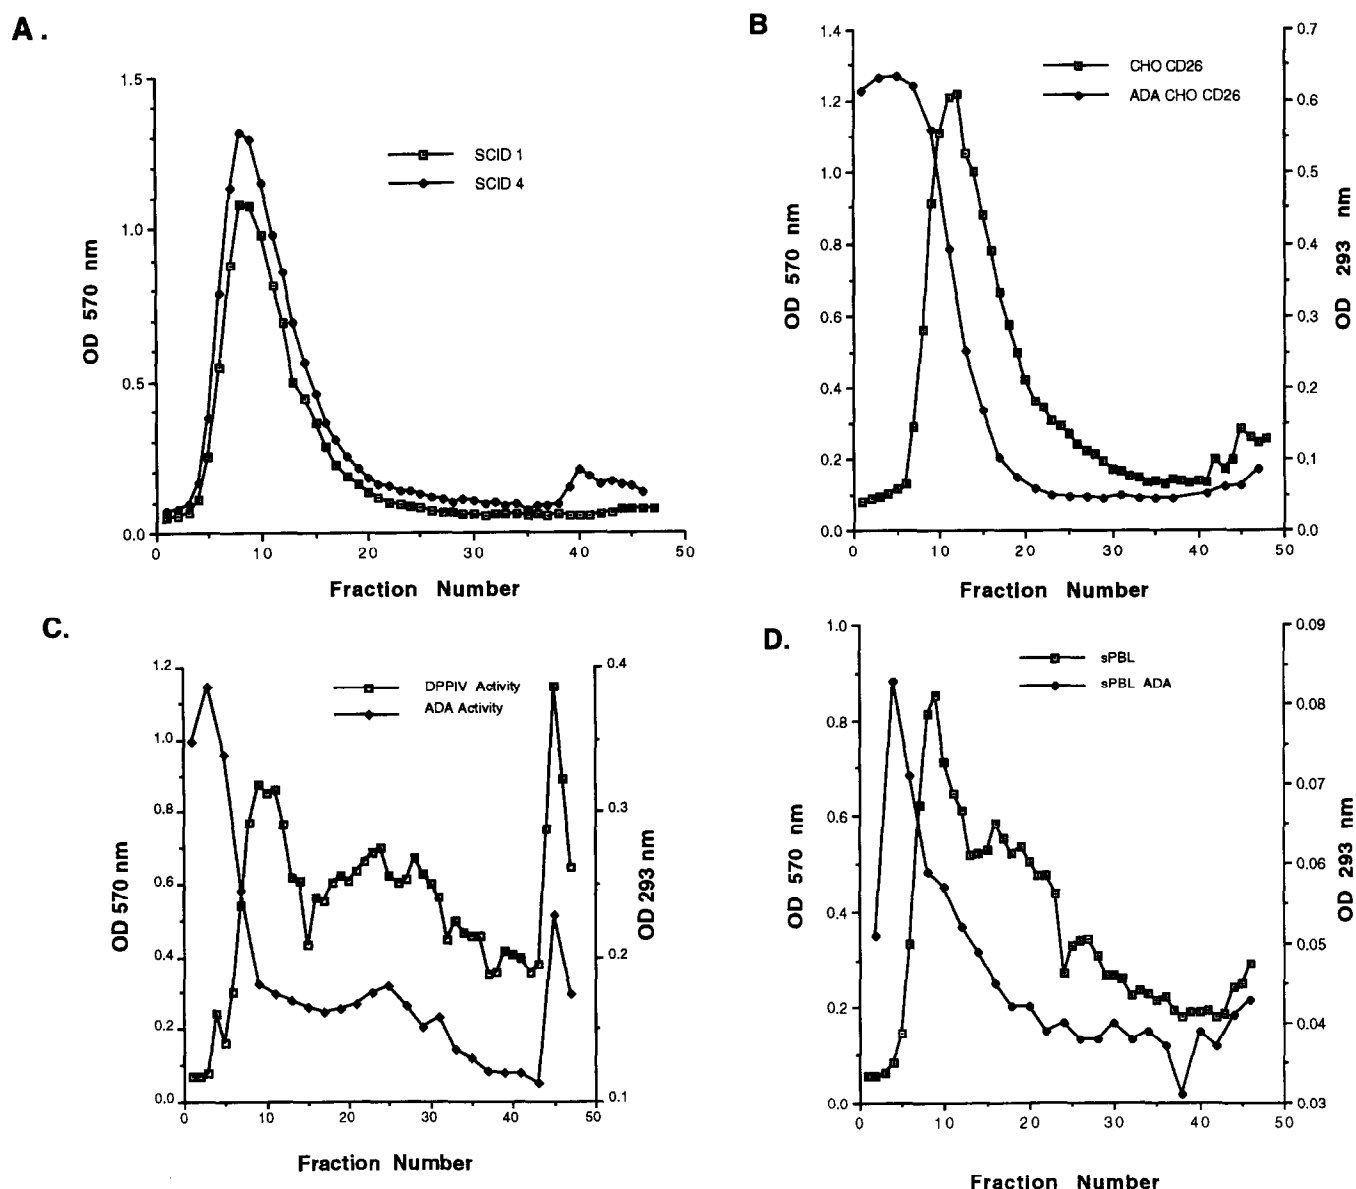 A.
1.5
1.0
0.5
0.0
OD 570 nm
SCID 1
SCID 4
0 10 20 30 40 50
Fraction Number
B
1.4
1.2
1.0
0.8
0.6
0.4
0.2
0.0
OD 570 nm
CHO CD26
ADA CHO CD26
0.7
0.6
0.5
0.4
0.3
0.2
0.1
0.0
OD 293 nm
0 10 20 30 40 50
Fraction Number
C.
1.2
1.0
0.8
0.6
0.4
0.2
0.0
OD 570 nm
DPPIV Activity
ADA Activity
0.4
0.3
0.2
0.1
OD 293 nm
0 10 20 30 40 50
Fraction Number
D.
1.0
0.8
0.6
0.4
0.2
0.0
OD 570 nm
sPBL
sPBL ADA
0.09
0.08
0.07
0.06
0.05
0.04
0.03
OD 293 nm
0 10 20 30 40 50
Fraction Number